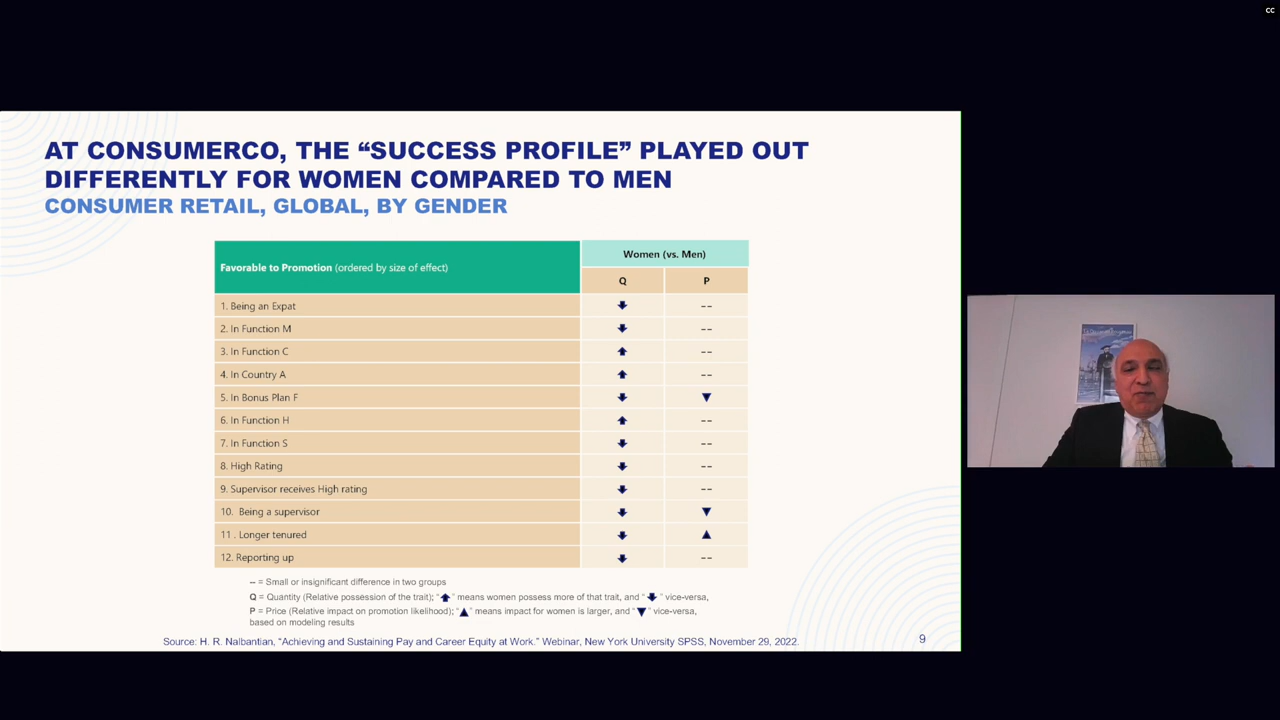 CC
AT CONSUMERCO, THE “SUCCESS PROFILE” PLAYED OUT
DIFFERENTLY FOR WOMEN COMPARED TO MEN
CONSUMER RETAIL, GLOBAL, BY GENDER
Favorable to Promotion (ordered by size of effect)
Women (vs. Men)
Q P
1. Being an Expat --
2. In Function M --
3. In Function C --
4. In Country A --
5. In Bonus Plan F
6. In Function H --
7. In Function S --
8. High Rating --
9. Supervisor receives High rating --
10. Being a supervisor
11 . Longer tenured
12. Reporting up --
-- = Small or insignificant difference in two groups
Q = Quantity (Relative possession of the trait); “🡅” means women possess more of that trait, and “🡇” vice-versa,
P = Price (Relative impact on promotion likelihood); “▲” means impact for women is larger, and “▼” vice-versa,
based on modeling results
Source: H. R. Nalbantian, “Achieving and Sustaining Pay and Career Equity at Work.” Webinar, New York University SPSS, November 29, 2022.
9